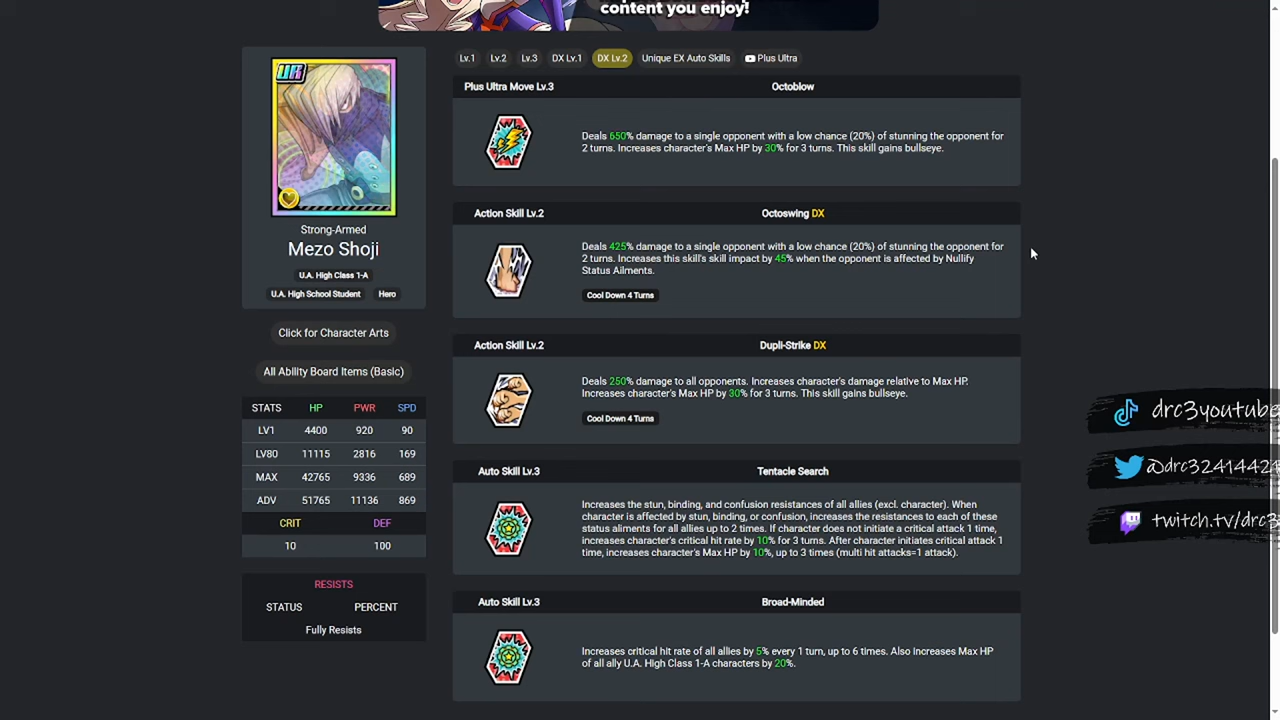 content you enjoy!
Lv.1 Lv.2 Lv.3 DX Lv.1 DX Lv.2 Unique EX Auto Skills Plus Ultra
UR
Strong-Armed
Mezo Shoji
U.A. High Class 1-A
U.A. High School Student Hero
Click for Character Arts
All Ability Board Items (Basic)
STATS HP PWR SPD
LV1 4400 920 90
LV80 11115 2816 169
MAX 42765 9336 689
ADV 51765 11136 869
CRIT DEF
10 100
RESISTS
STATUS PERCENT
Fully Resists
Plus Ultra Move Lv.3 Octoblow
Deals 650% damage to a single opponent with a low chance (20%) of stunning the opponent for
2 turns. Increases character's Max HP by 30% for 3 turns. This skill gains bullseye.
Action Skill Lv.2 Octoswing DX
Deals 425% damage to a single opponent with a low chance (20%) of stunning the opponent for
2 turns. Increases this skill's skill impact by 45% when the opponent is affected by Nullify
Status Ailments.
Cool Down 4 Turns
Action Skill Lv.2 Dupli-Strike DX
Deals 250% damage to all opponents. Increases character's damage relative to Max HP.
Increases character's Max HP by 30% for 3 turns. This skill gains bullseye.
Cool Down 4 Turns
Auto Skill Lv.3 Tentacle Search
Increases the stun, binding, and confusion resistances of all allies (excl. character). When
character is affected by stun, binding, or confusion, increases the resistances to each of these
status aliments for all allies up to 2 times. If character does not initiate a critical attack 1 time,
increases character's critical hit rate by 10% for 3 turns. After character initiates critical attack 1
time, increases character's Max HP by 10%, up to 3 times (multi hit attacks=1 attack).
Auto Skill Lv.3 Broad-Minded
Increases critical hit rate of all allies by 5% every 1 turn, up to 6 times. Also increases Max HP
of all ally U.A. High Class 1-A characters by 20%.
drc3youtube
@drc32414424
twitch.tv/drc3